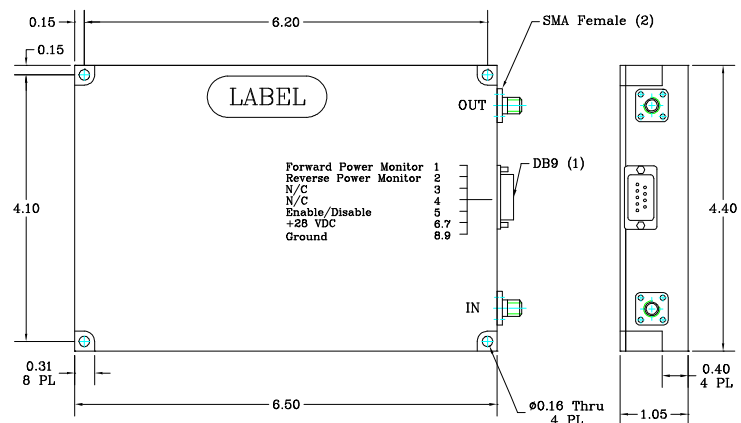 0.15
6.20
SMA Female (2)
0.15
LABEL
OUT
DB9 (1)
Forward Power Monitor 1
Reverse Power Monitor 2
N/C 3
N/C 4
Enable/Disable 5
+28 VDC 6.7
Ground 8.9
4.10
4.40
IN
0.31
8 PL
0.40
4 PL
6.50
ø0.16 Thru
4 PL
1.05